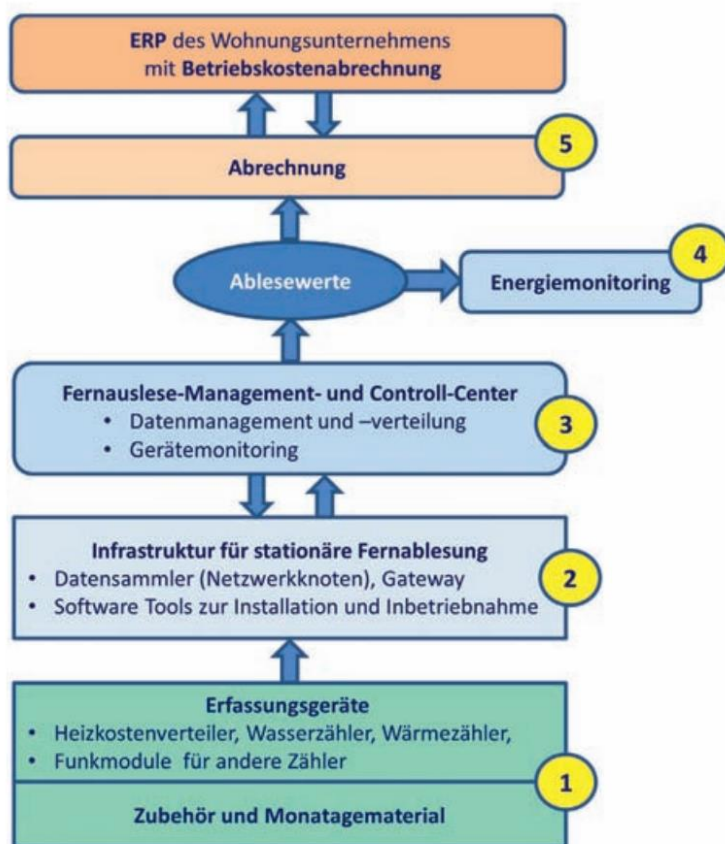 ERP des Wohnungsunternehmens
mit Betriebskostenabrechnung
5
Abrechnung
4
Ablesewerte
Energiemonitoring
Fernauslese-Management- und Controll-Center
• Datenmanagement und –verteilung
3
• Gerätemonitoring
Infrastruktur für stationäre Fernablesung
• Datensammler (Netzwerkknoten), Gateway
2
• Software Tools zur Installation und Inbetriebnahme
Erfassungsgeräte
• Heizkostenverteiler, Wasserzähler, Wärmezähler,
• Funkmodule für andere Zähler
1
Zubehör und Monatagematerial